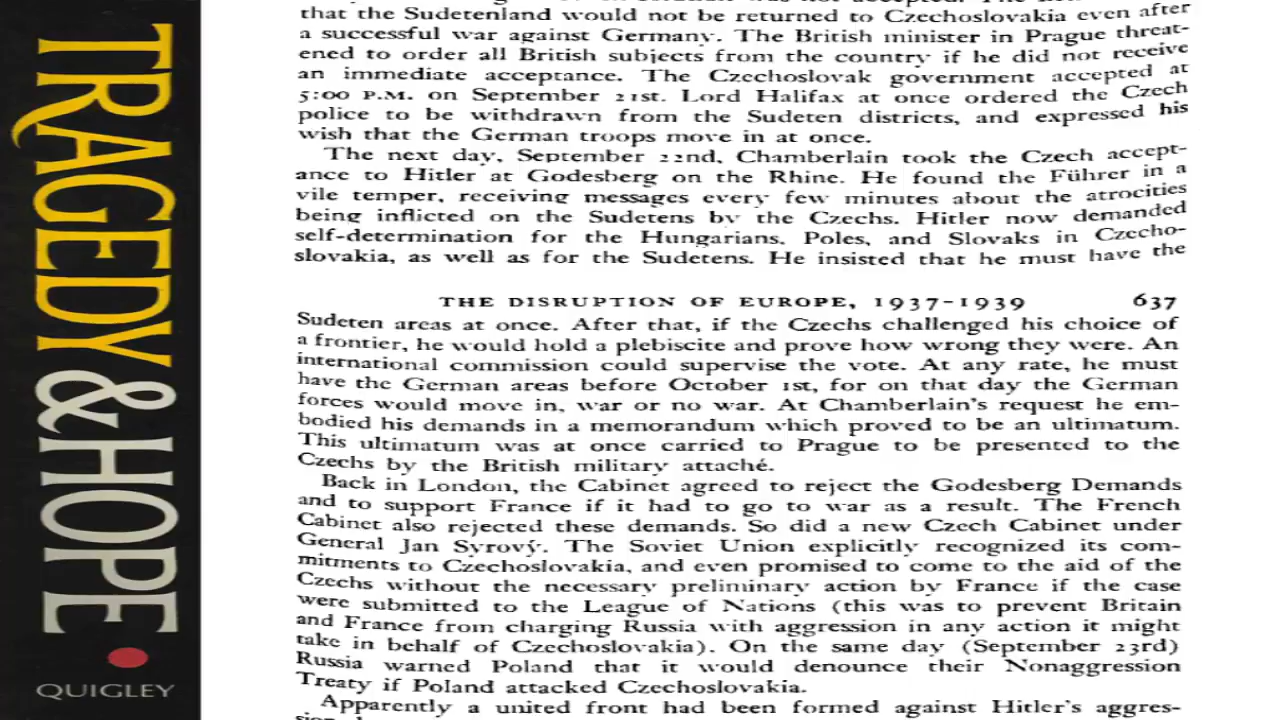 TRAGEDY & HOPE
QUIGLEY
that the Sudetenland would not be returned to Czechoslovakia even after
a successful war against Germany. The British minister in Prague threat-
ened to order all British subjects from the country if he did not receive
an immediate acceptance. The Czechoslovak government accepted at
5:00 P.M. on September 21st. Lord Halifax at once ordered the Czech
police to be withdrawn from the Sudeten districts, and expressed his
wish that the German troops move in at once.
The next day, September 22nd, Chamberlain took the Czech accept-
ance to Hitler at Godesberg on the Rhine. He found the Führer in a
vile temper, receiving messages every few minutes about the atrocities
being inflicted on the Sudetens by the Czechs. Hitler now demanded
self-determination for the Hungarians, Poles, and Slovaks in Czecho-
slovakia, as well as for the Sudetens. He insisted that he must have the
THE DISRUPTION OF EUROPE, 1937-1939 637
Sudeten areas at once. After that, if the Czechs challenged his choice of
a frontier, he would hold a plebiscite and prove how wrong they were. An
international commission could supervise the vote. At any rate, he must
have the German areas before October 1st, for on that day the German
forces would move in, war or no war. At Chamberlain's request he em-
bodied his demands in a memorandum which proved to be an ultimatum.
This ultimatum was at once carried to Prague to be presented to the
Czechs by the British military attaché.
Back in London, the Cabinet agreed to reject the Godesberg Demands
and to support France if it had to go to war as a result. The French
Cabinet also rejected these demands. So did a new Czech Cabinet under
General Jan Syrový. The Soviet Union explicitly recognized its com-
mitments to Czechoslovakia, and even promised to come to the aid of the
Czechs without the necessary preliminary action by France if the case
were submitted to the League of Nations (this was to prevent Britain
and France from charging Russia with aggression in any action it might
take in behalf of Czechoslovakia). On the same day (September 23rd)
Russia warned Poland that it would denounce their Nonaggression
Treaty if Poland attacked Czechoslovakia.
Apparently a united front had been formed against Hitler's aggres-